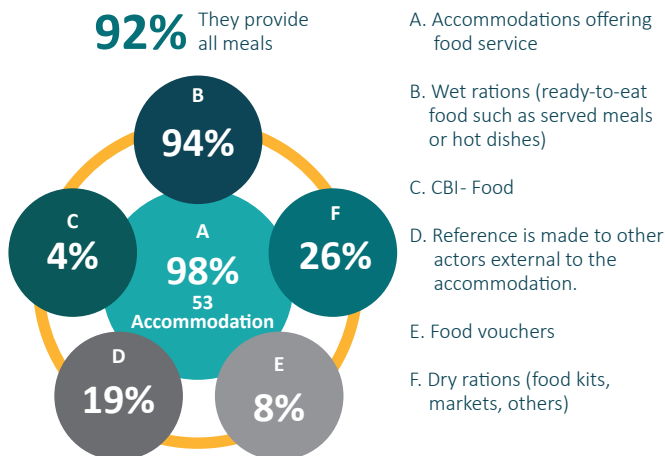 92% They provide
all meals
B
94%
C
4%
A
98%
53
Accommodation
F
26%
D
19%
E
8%
A. Accommodations offering
food service
B. Wet rations (ready-to-eat
food such as served meals
or hot dishes)
C. CBI- Food
D. Reference is made to other
actors external to the
accommodation.
E. Food vouchers
F. Dry rations (food kits,
markets, others)